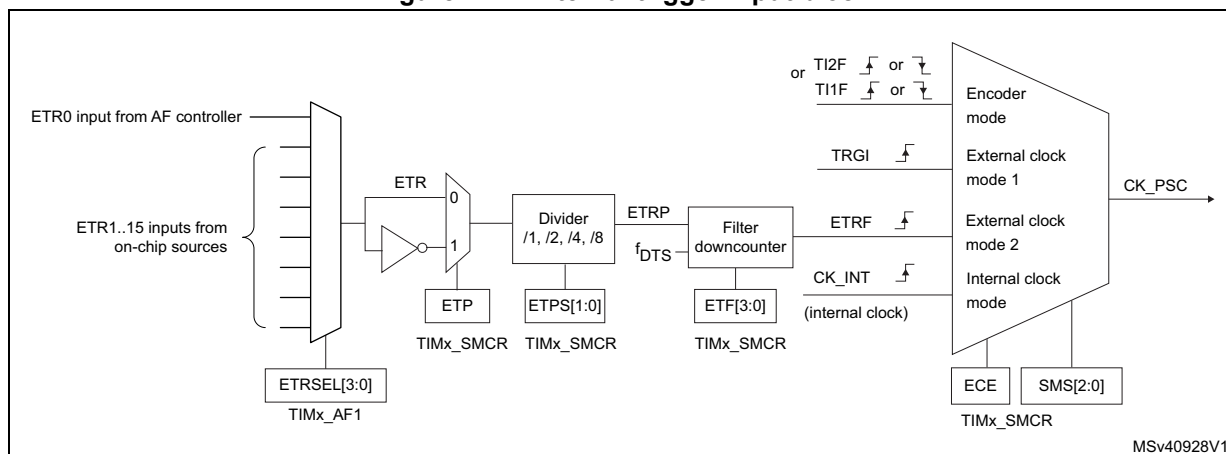 ETR0 input from AF controller
ETR1..15 inputs from
on-chip sources
ETRSEL[3:0]
TIMx_AF1
ETR
0
1
ETP
TIMx_SMCR
Divider
/1, /2, /4, /8
ETPS[1:0]
TIMx_SMCR
ETRP
fDTS
Filter
downcounter
ETF[3:0]
TIMx_SMCR
or TI2F or
TI1F or
Encoder
mode
TRGI
External clock
mode 1
ETRF
External clock
mode 2
CK_INT
(internal clock)
Internal clock
mode
CK_PSC
ECE
SMS[2:0]
TIMx_SMCR
MSv40928V1